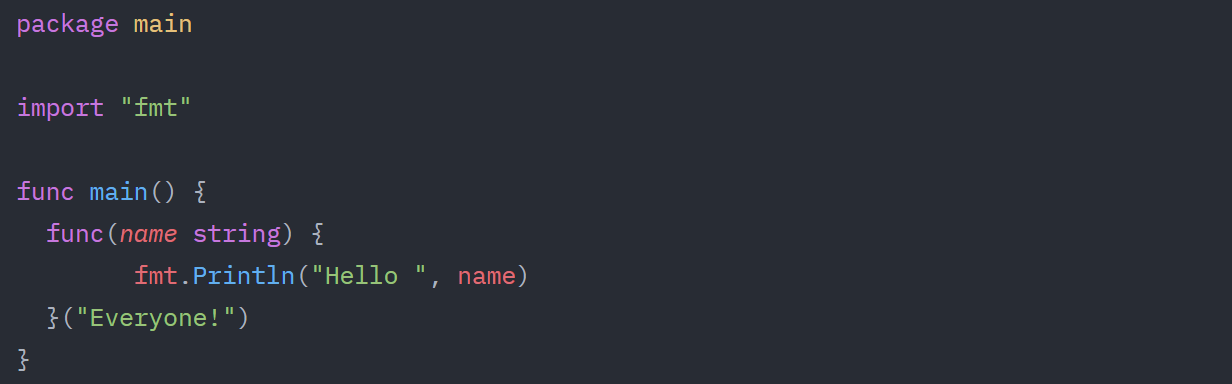 package main
import "fmt"
func main() {
  func(name string) {
        fmt.Println("Hello ", name)
  }("Everyone!")
}